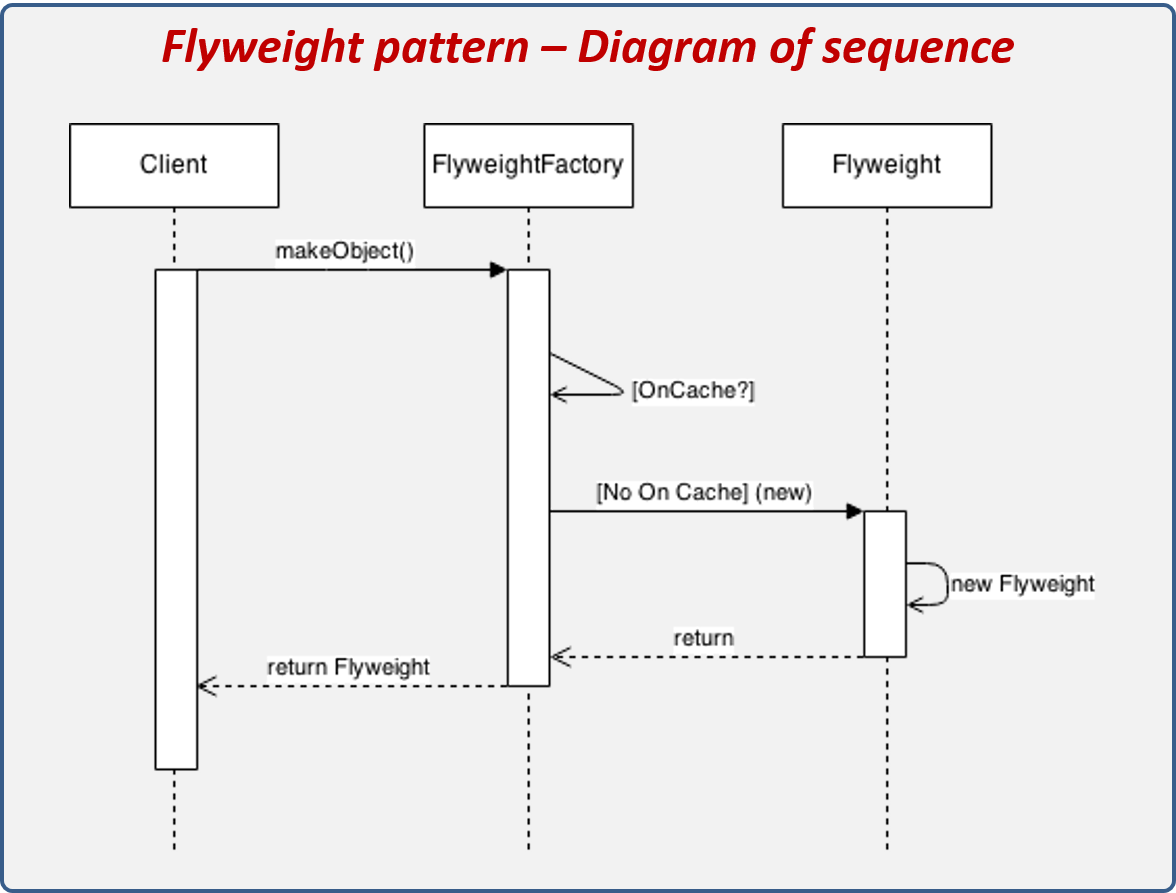 Flyweight pattern – Diagram of sequence
Client
FlyweightFactory
Flyweight
makeObject()
[OnCache?]
[No On Cache] (new)
new Flyweight
return
return Flyweight